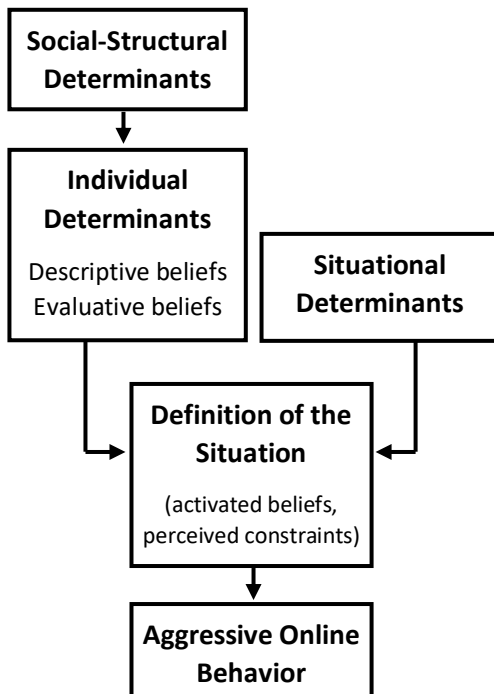 Social-Structural
Determinants
Individual
Determinants
Descriptive beliefs
Evaluative beliefs
Situational
Determinants
Definition of the
Situation
(activated beliefs,
perceived constraints)
Aggressive Online
Behavior